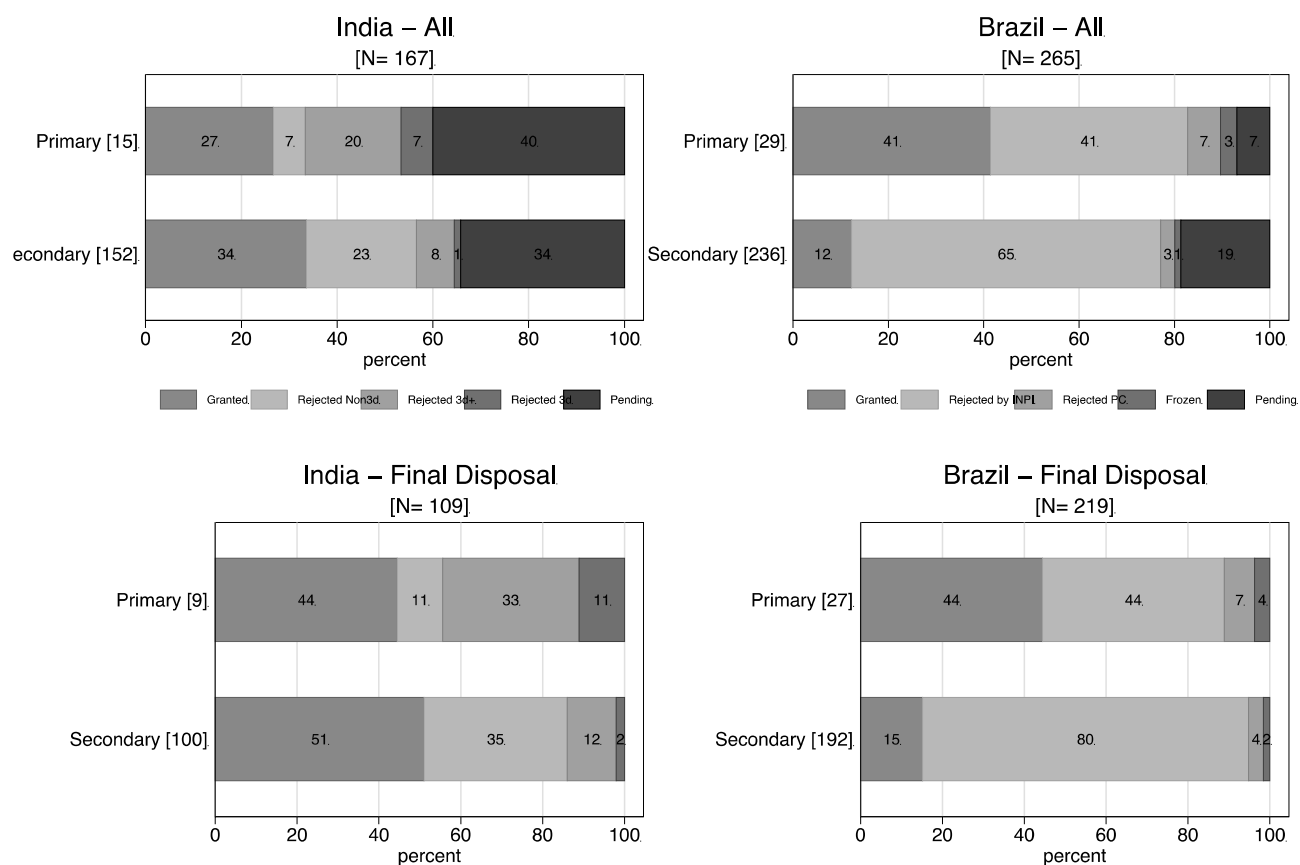 India – All
[N= 167]
Primary [15] 27. 7. 20. 7. 40.
econdary [152] 34. 23. 8. 1. 34.
0 20 40 60 80 100
percent
Granted. Rejected Non3d. Rejected 3d+. Rejected 3d. Pending.
Brazil – All
[N= 265]
Primary [29] 41. 41. 7. 3. 7.
Secondary [236] 12. 65. 3. 1. 19.
0 20 40 60 80 100
percent
Granted. Rejected by INPI. Rejected PC. Frozen. Pending.
India – Final Disposal
[N= 109]
Primary [9] 44. 11. 33. 11.
Secondary [100] 51. 35. 12. 2.
0 20 40 60 80 100
percent
Brazil – Final Disposal
[N= 219]
Primary [27] 44. 44. 7. 4.
Secondary [192] 15. 80. 4. 2.
0 20 40 60 80 100
percent